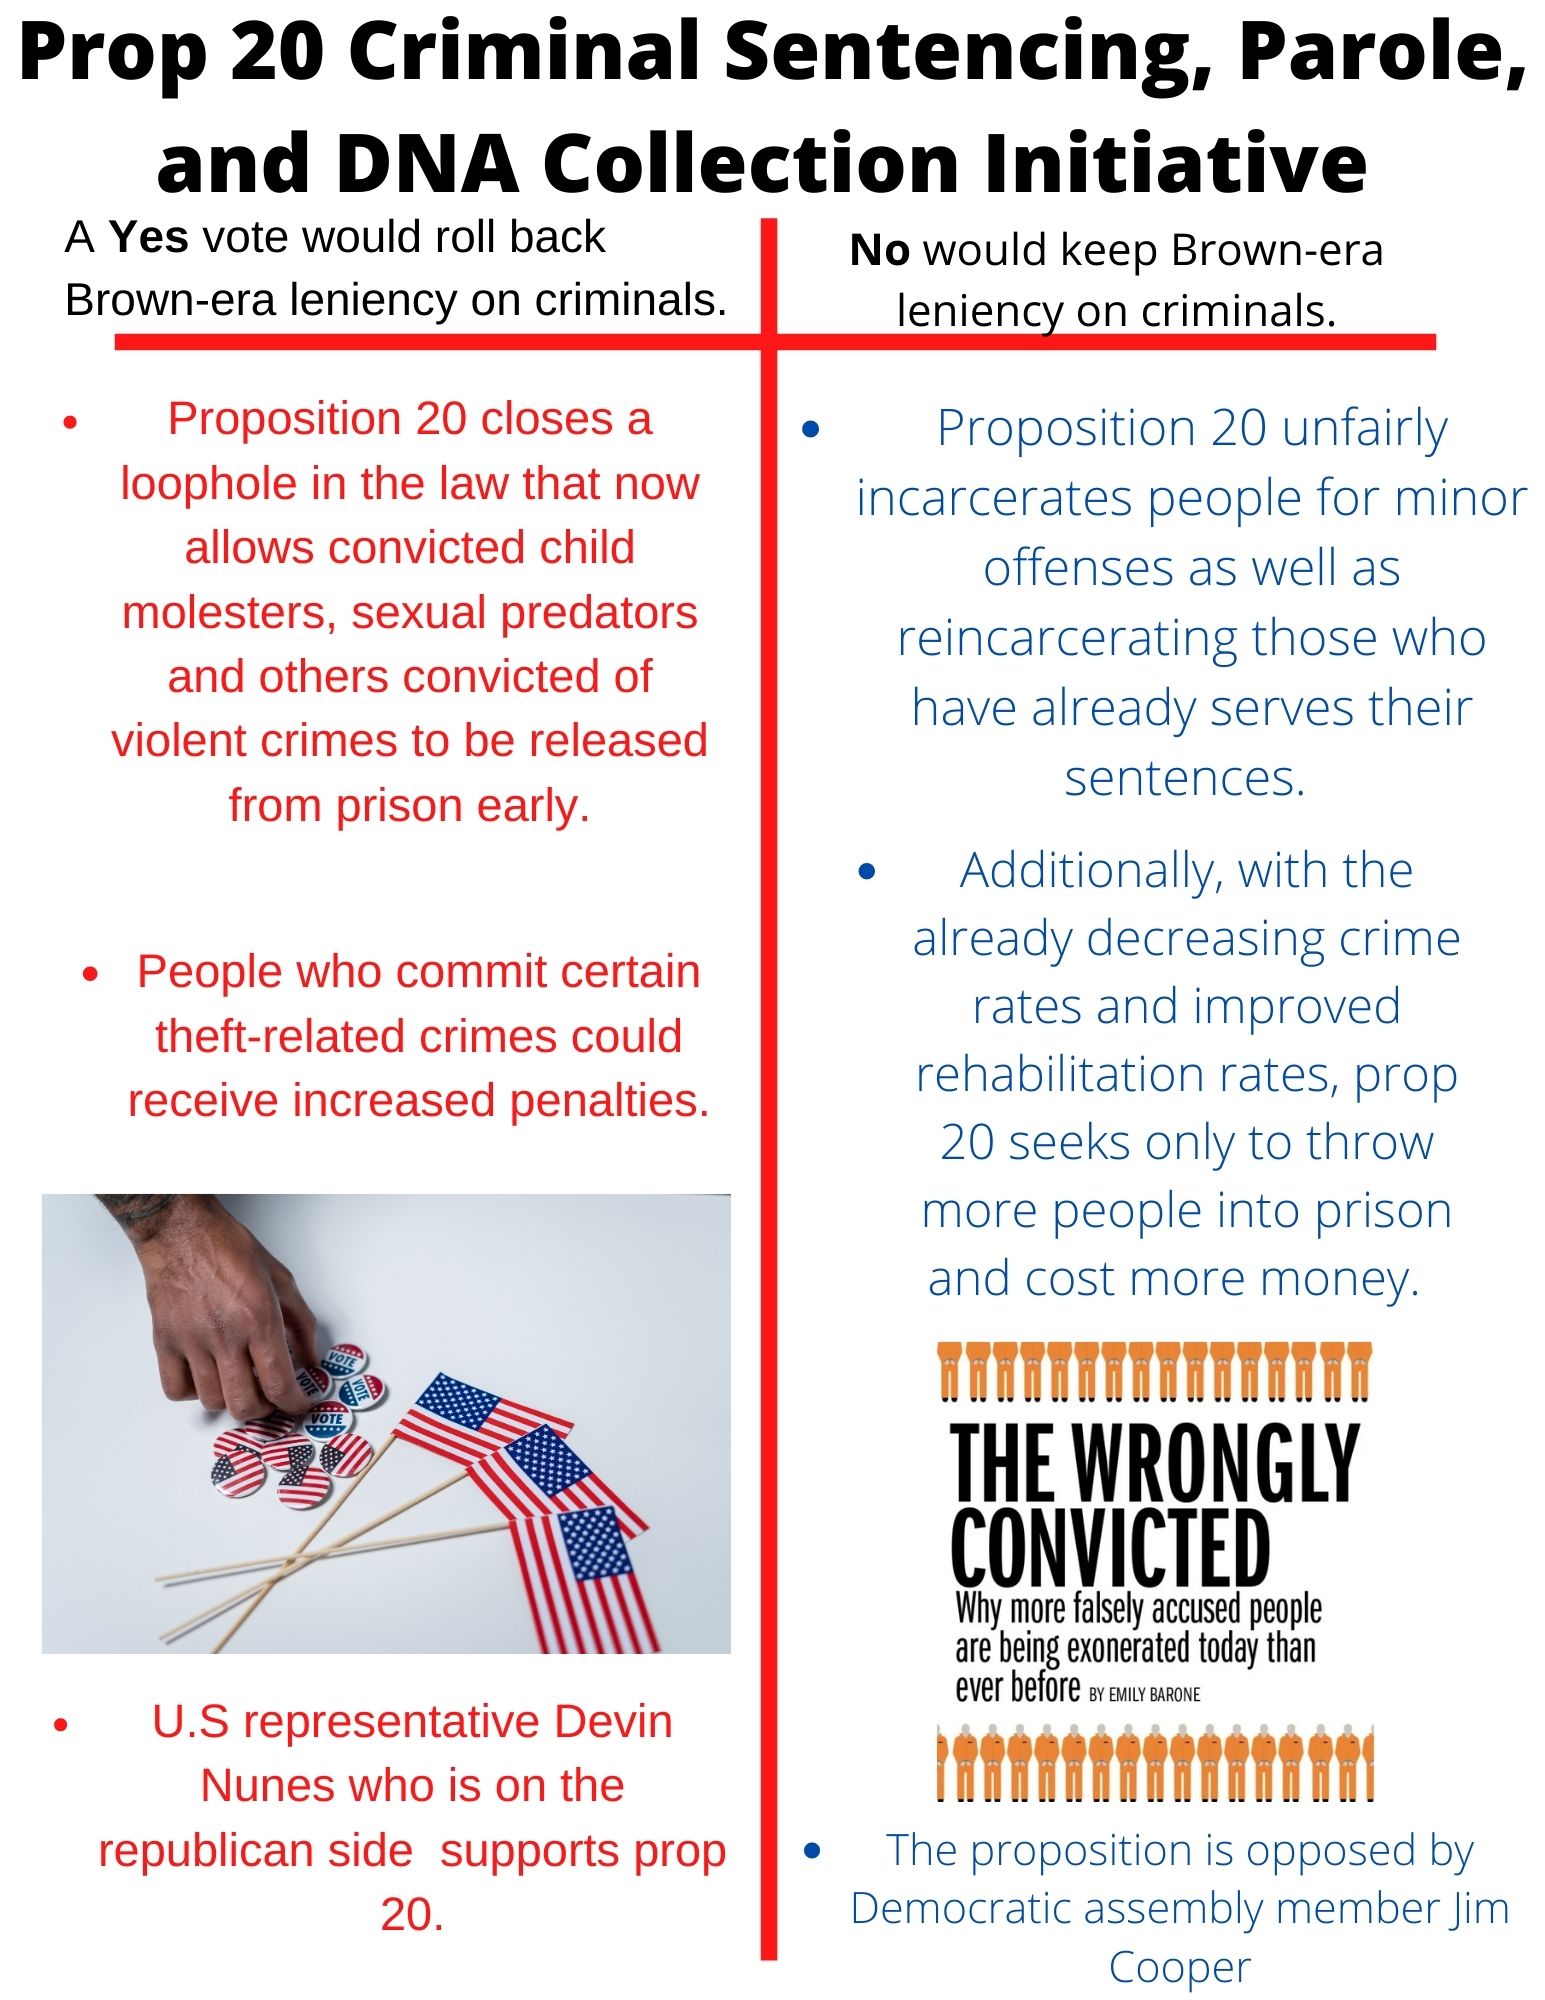 Prop 20 Criminal Sentencing, Parole,
and DNA Collection Initiative
A Yes vote would roll back
Brown-era leniency on criminals.
• Proposition 20 closes a
loophole in the law that now
allows convicted child
molesters, sexual predators
and others convicted of
violent crimes to be released
from prison early.
• People who commit certain
theft-related crimes could
receive increased penalties.
VOTE
VOTE
VOTE
VOTE
• U.S representative Devin
Nunes who is on the
republican side  supports prop
20.
No would keep Brown-era
leniency on criminals.
• Proposition 20 unfairly
incarcerates people for minor
offenses as well as
reincarcerating those who
have already serves their
sentences.
• Additionally, with the
already decreasing crime
rates and improved
rehabilitation rates, prop
20 seeks only to throw
more people into prison
and cost more money.
THE WRONGLY
CONVICTED
Why more falsely accused people
are being exonerated today than
ever before BY EMILY BARONE
• The proposition is opposed by
Democratic assembly member Jim
Cooper